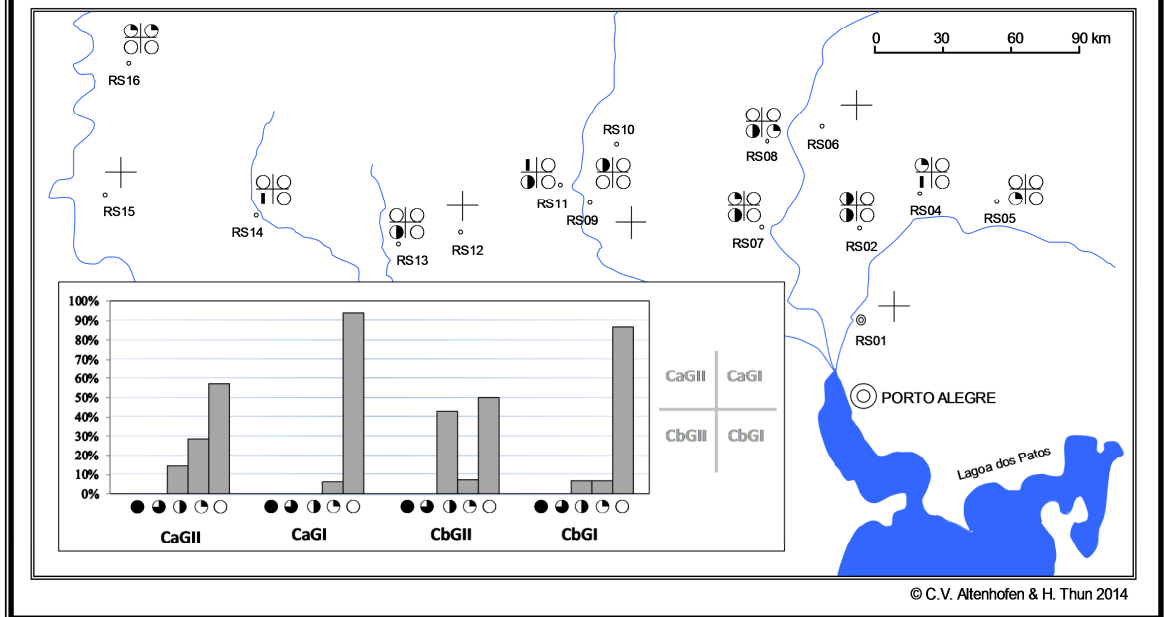 0 30 60 90 km
RS16
RS10
RS08
RS06
RS15
RS14
RS13
RS12
RS11
RS09
RS07
RS02
RS04
RS05
RS01
PORTO ALEGRE
Lagoa dos Patos
100%
90%
80%
70%
60%
50%
40%
30%
20%
10%
0%
CaGII CaGI CbGII CbGI
CaGII CaGI
CbGII CbGI
© C.V. Altenhofen & H. Thun 2014